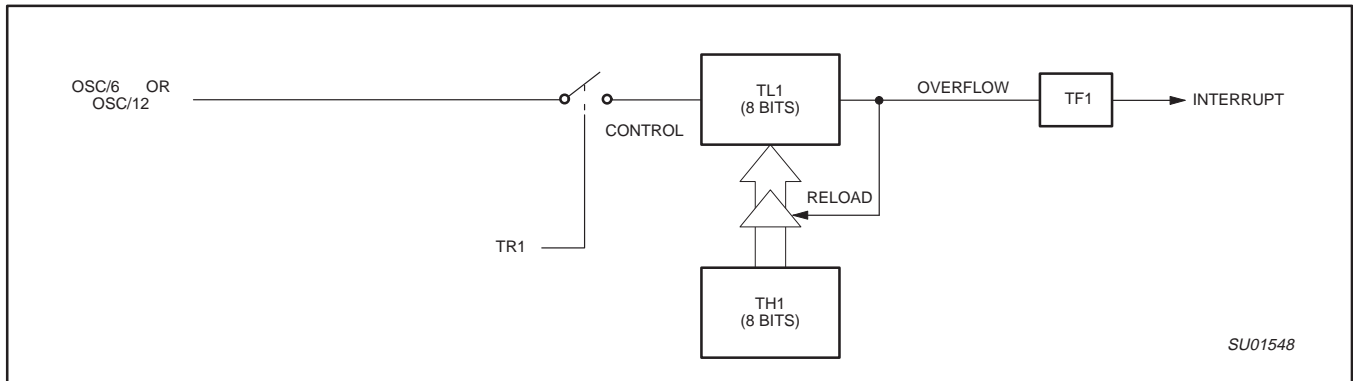 OSC/6 OR
OSC/12
TL1
(8 BITS)
OVERFLOW
TF1
INTERRUPT
CONTROL
RELOAD
TR1
TH1
(8 BITS)
SU01548